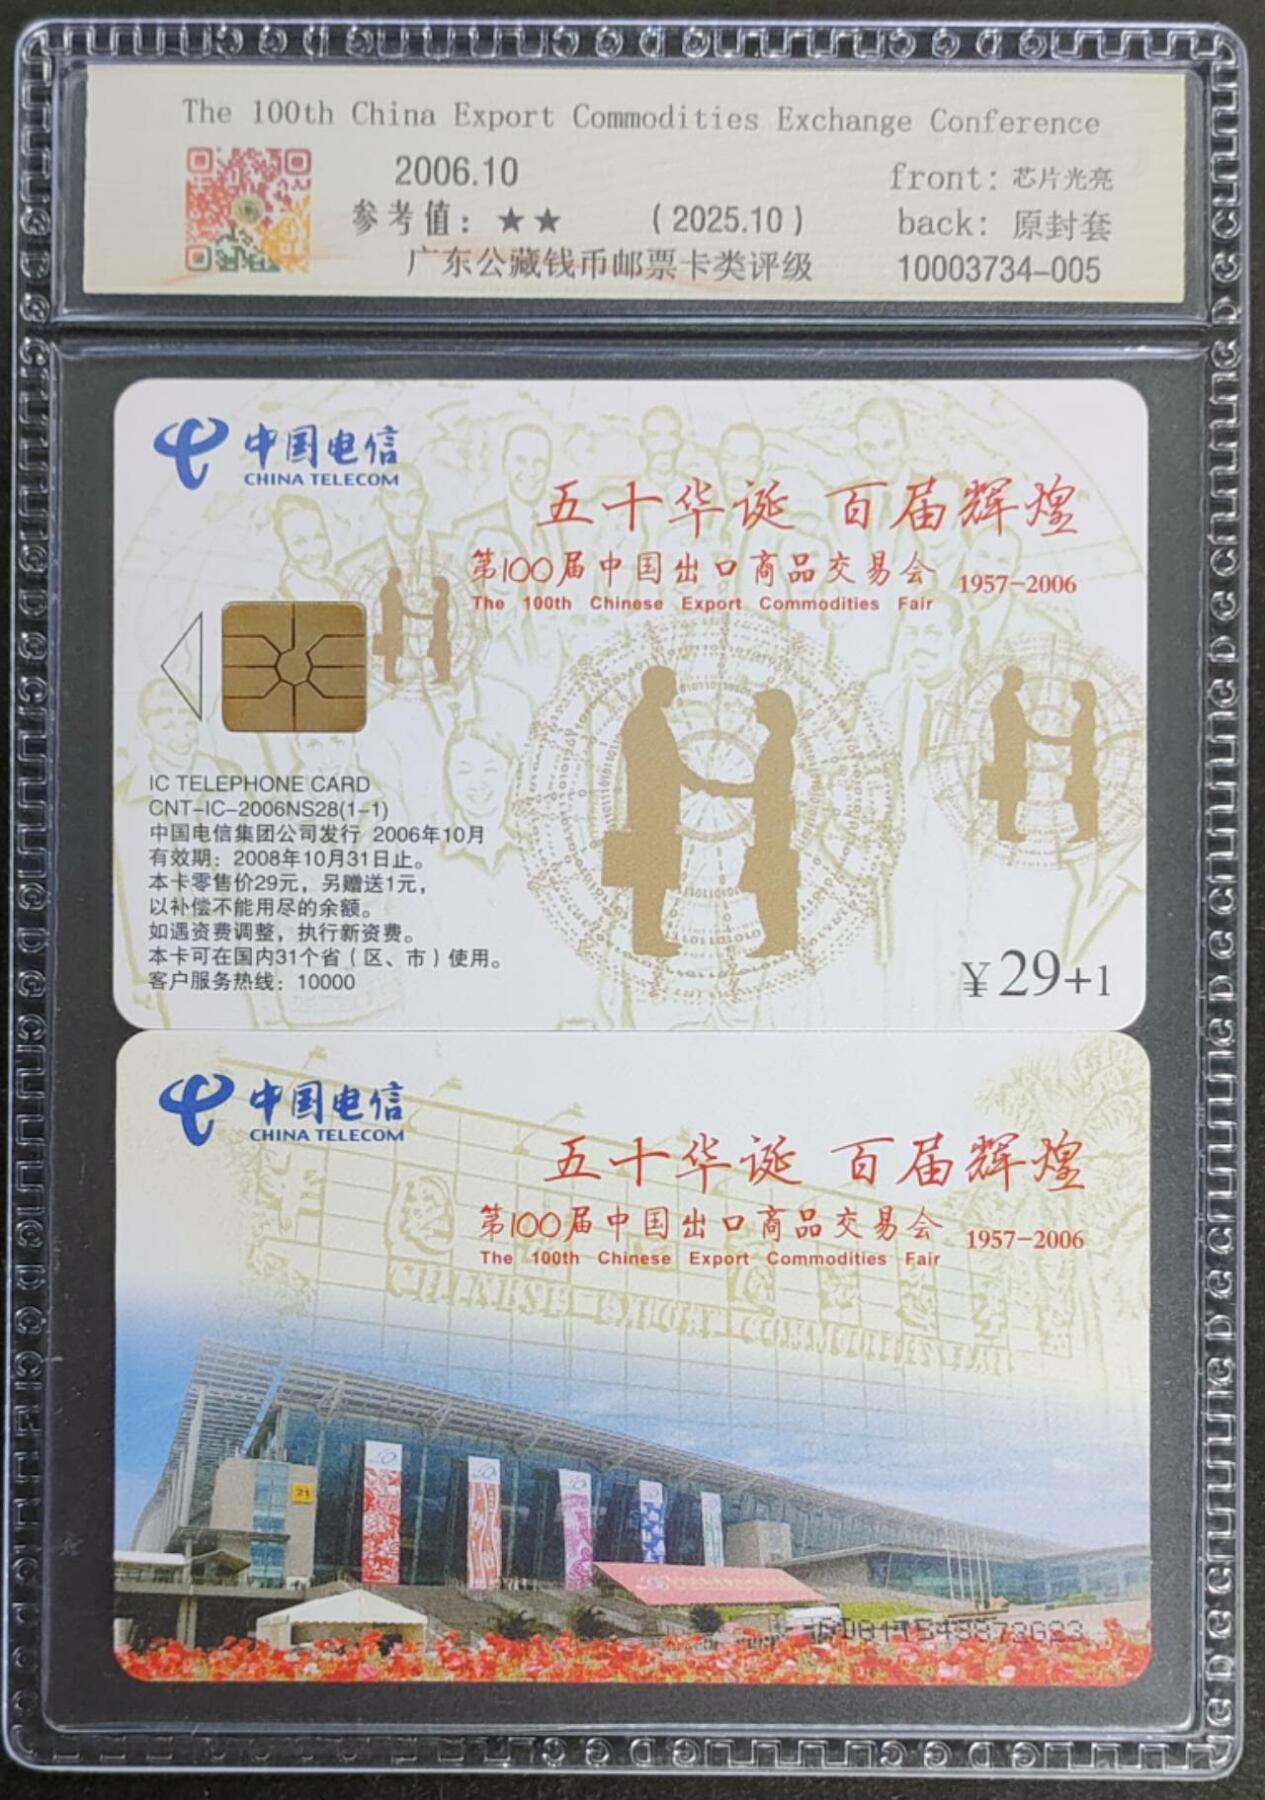 The 100th China Export Commodities Exchange Conference
2006.10
front: 芯片光亮
参考值: ★★
(2025.10)
back: 原封套
广东公藏钱币邮票卡类评级
10003734-005
中国电信
CHINA TELECOM
五十华诞 百届辉煌
第100届中国出口商品交易会 1957-2006
The 100th Chinese Export Commodities Fair
IC TELEPHONE CARD
CNT-IC-2006NS28(1-1)
中国电信集团公司发行 2006年10月
有效期: 2008年10月31日止。
本卡零售价29元，另赠送1元，
以补偿不能用尽的余额。
如遇资费调整，执行新资费。
本卡可在国内31个省（区、市）使用。
客户服务热线: 10000
¥29+1
中国电信
CHINA TELECOM
五十华诞 百届辉煌
第100届中国出口商品交易会 1957-2006
The 100th Chinese Export Commodities Fair
21